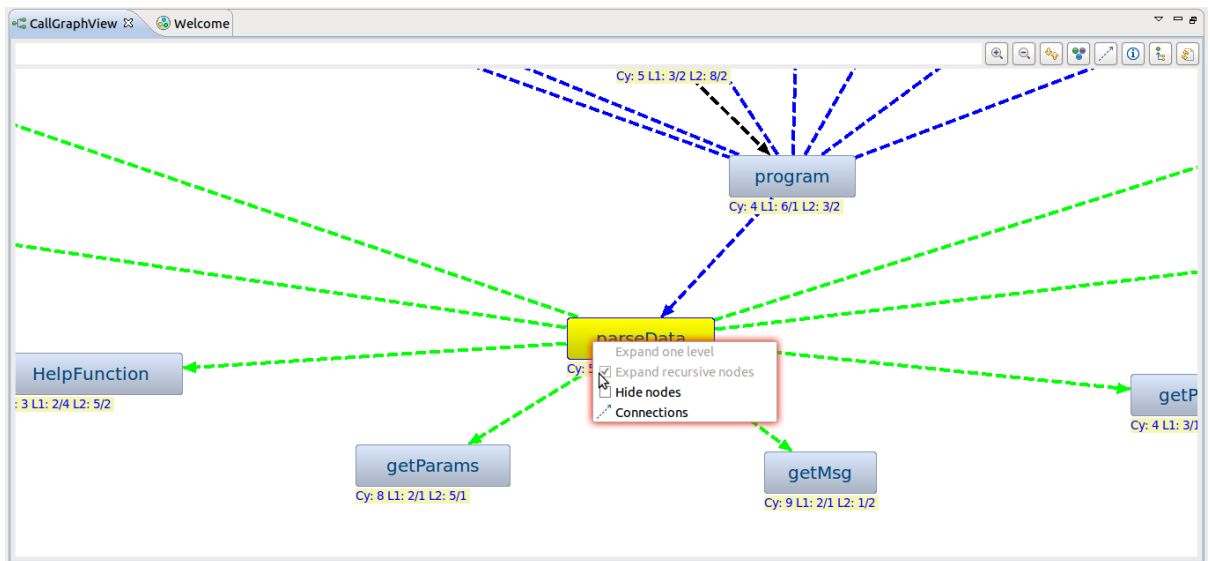 CallGraphView
Welcome
Cy: 5 L1: 3/2 L2: 8/2
program
Cy: 4 L1: 6/1 L2: 3/2
parseData
Cy: 5
Expand one level
Expand recursive nodes
Hide nodes
Connections
HelpFunction
: 3 L1: 2/4 L2: 5/2
getP
Cy: 4 L1: 3/1
getParams
Cy: 8 L1: 2/1 L2: 5/1
getMsg
Cy: 9 L1: 2/1 L2: 1/2